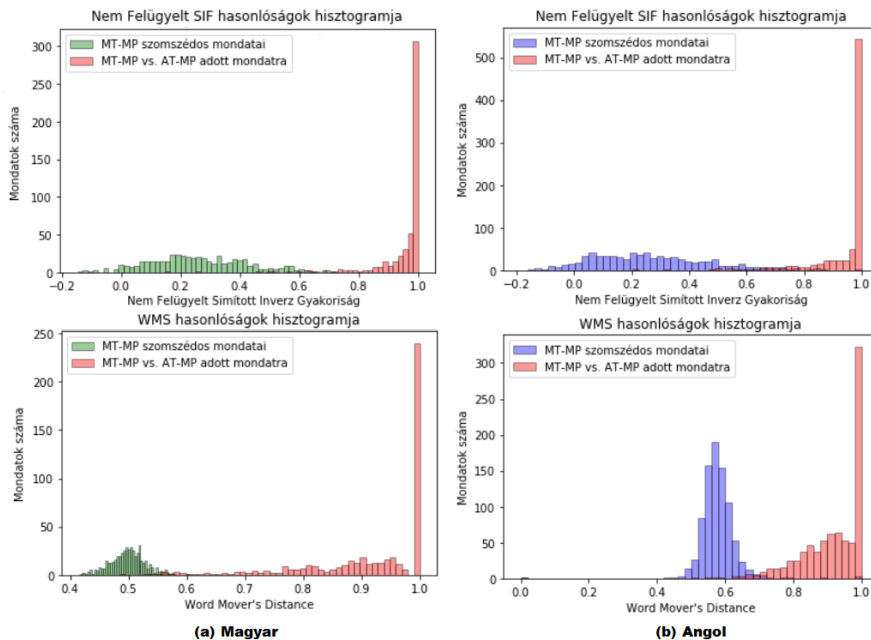 Nem Felügyelt SIF hasonlóságok hisztogramja
MT-MP szomszédos mondatai
MT-MP vs. AT-MP adott mondatra
Mondatok száma
300
250
200
150
100
50
0
−0.2 0.0 0.2 0.4 0.6 0.8 1.0
Nem Felügyelt Simított Inverz Gyakoriság
Nem Felügyelt SIF hasonlóságok hisztogramja
MT-MP szomszédos mondatai
MT-MP vs. AT-MP adott mondatra
Mondatok száma
500
400
300
200
100
0
−0.2 0.0 0.2 0.4 0.6 0.8 1.0
Nem Felügyelt Simított Inverz Gyakoriság
WMS hasonlóságok hisztogramja
MT-MP szomszédos mondatai
MT-MP vs. AT-MP adott mondatra
Mondatok száma
250
200
150
100
50
0
0.4 0.5 0.6 0.7 0.8 0.9 1.0
Word Mover's Distance
(a) Magyar
WMS hasonlóságok hisztogramja
MT-MP szomszédos mondatai
MT-MP vs. AT-MP adott mondatra
Mondatok száma
300
250
200
150
100
50
0
0.0 0.2 0.4 0.6 0.8 1.0
Word Mover's Distance
(b) Angol